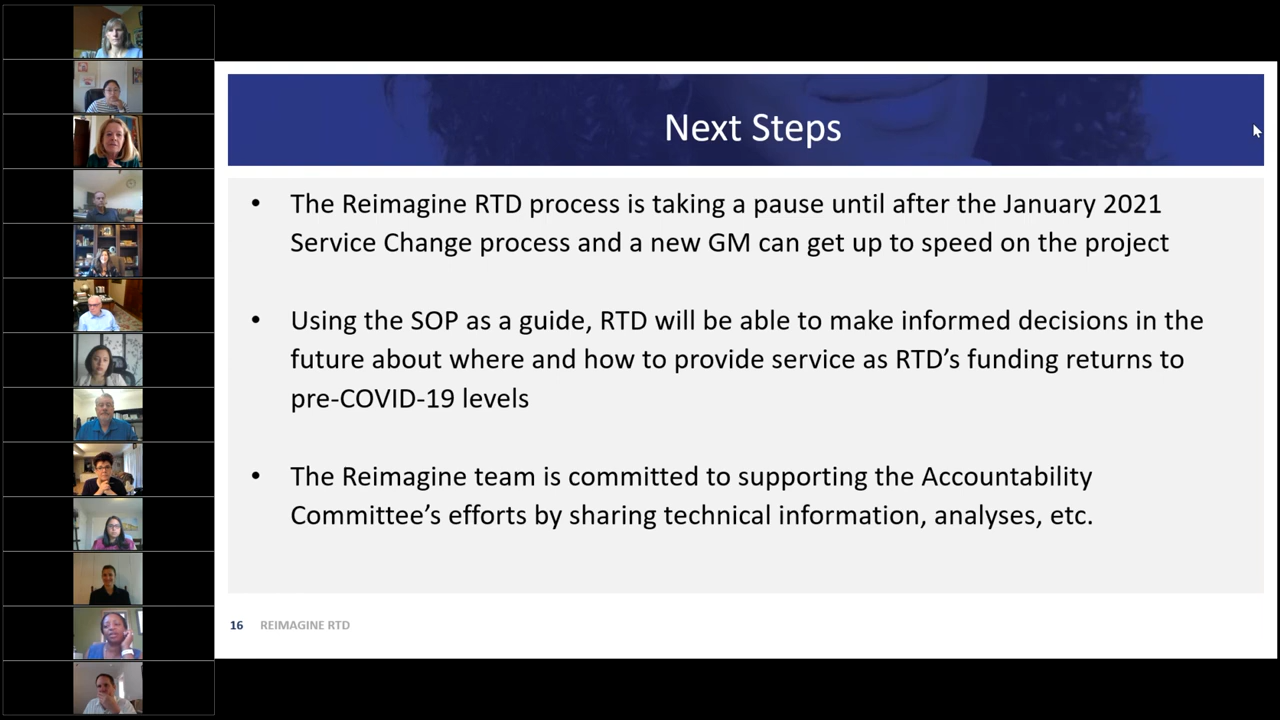 Next Steps
• The Reimagine RTD process is taking a pause until after the January 2021
Service Change process and a new GM can get up to speed on the project
• Using the SOP as a guide, RTD will be able to make informed decisions in the
future about where and how to provide service as RTD’s funding returns to
pre-COVID-19 levels
• The Reimagine team is committed to supporting the Accountability
Committee’s efforts by sharing technical information, analyses, etc.
16 REIMAGINE RTD